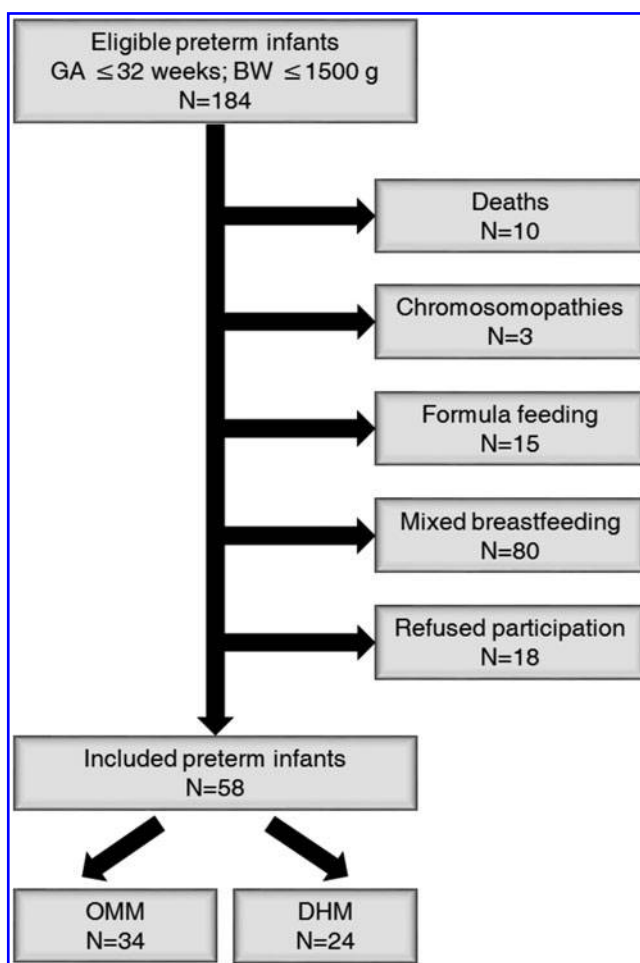 Eligible preterm infants
GA ≤32 weeks; BW ≤1500 g
N=184
Deaths
N=10
Chromosomopathies
N=3
Formula feeding
N=15
Mixed breastfeeding
N=80
Refused participation
N=18
Included preterm infants
N=58
OMM
N=34
DHM
N=24